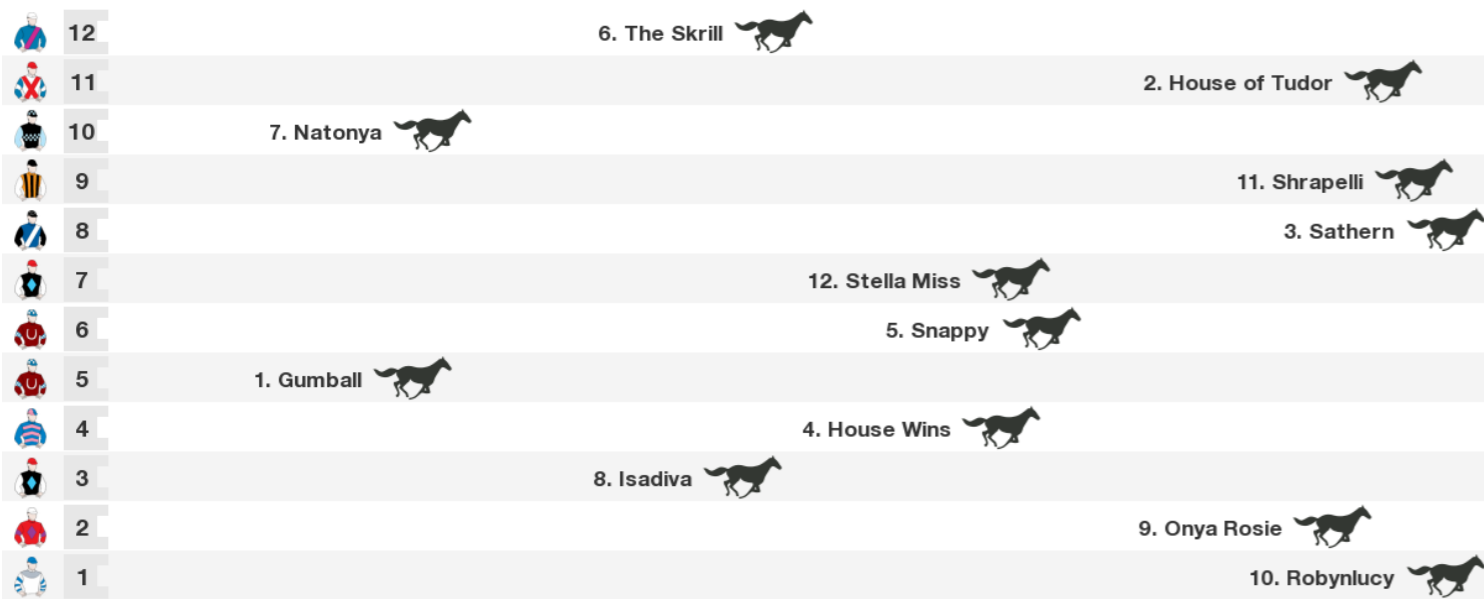 12 6. The Skrill
11 2. House of Tudor
10 7. Natonya
9 11. Shrapelli
8 3. Sathern
7 12. Stella Miss
6 5. Snappy
5 1. Gumball
4 4. House Wins
3 8. Isadiva
2 9. Onya Rosie
1 10. Robynlucy